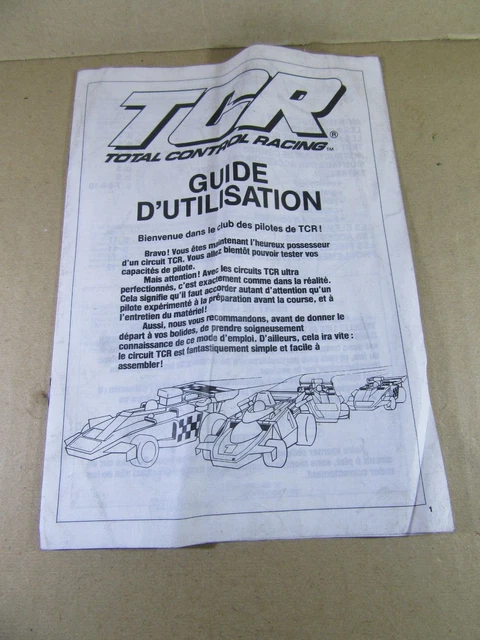 TCR®
TOTAL CONTROL RACING™
GUIDE
D'UTILISATION
Bienvenue dans le club des pilotes de TCR !
Bravo ! Vous êtes maintenant l'heureux possesseur
d'un circuit TCR. Vous allez bientôt pouvoir tester vos
capacités de pilote.
Mais attention ! Avec les circuits TCR ultra
perfectionnés, c'est exactement comme dans la réalité.
Cela signifie qu'il faut accorder autant d'attention qu'un
pilote expérimenté à la préparation avant la course, et à
l'entretien du matériel !
Aussi, nous vous recommandons, avant de donner le
départ à vos bolides, de prendre soigneusement
connaissance de ce mode d'emploi. D'ailleurs, cela ira vite :
le circuit TCR est fantastiquement simple et facile à
assembler !
1